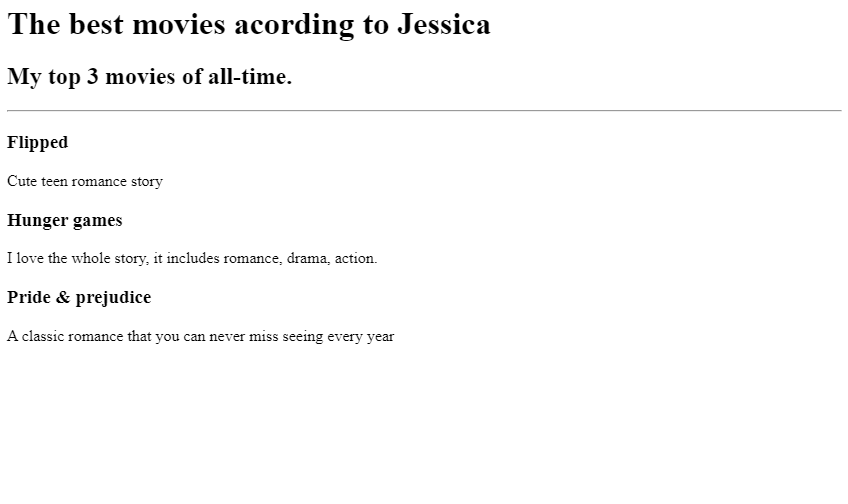 The best movies acording to Jessica
My top 3 movies of all-time.
Flipped
Cute teen romance story
Hunger games
I love the whole story, it includes romance, drama, action.
Pride & prejudice
A classic romance that you can never miss seeing every year